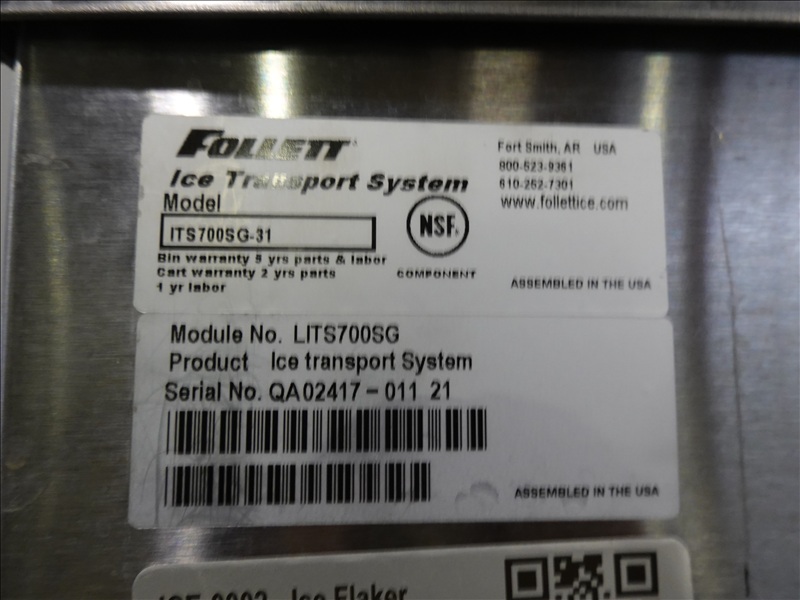 FOLLETT
Ice Transport System
Model
ITS700SG-31
Bin warranty 5 yrs parts & labor
Cart warranty 2 yrs parts
1 yr labor
NSF.
COMPONENT
Fort Smith, AR USA
800-523-9361
610-252-7301
www.follettice.com
ASSEMBLED IN THE USA
Module No. LITS700SG
Product Ice transport System
Serial No. QA02417-011 21
ASSEMBLED IN THE USA
Ice Flaker